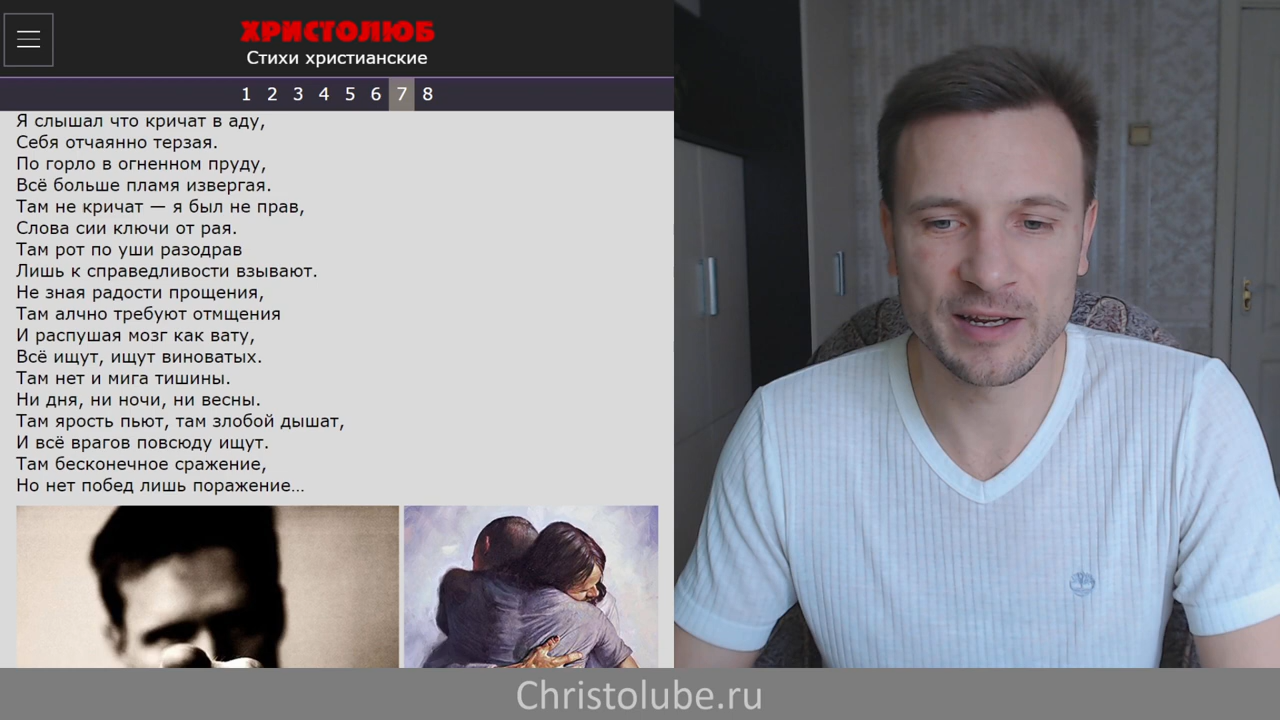 ХРИСТОЛЮБ
Стихи христианские
1 2 3 4 5 6 7 8
Я слышал что кричат в аду,
Себя отчаянно терзая.
По горло в огненном пруду,
Всё больше пламя извергая.
Там не кричат — я был не прав,
Слова сии ключи от рая.
Там рот по уши разодрав
Лишь к справедливости взывают.
Не зная радости прощения,
Там алчно требуют отмщения
И распушая мозг как вату,
Всё ищут, ищут виноватых.
Там нет и мига тишины.
Ни дня, ни ночи, ни весны.
Там ярость пьют, там злобой дышат,
И всё врагов повсюду ищут.
Там бесконечное сражение,
Но нет побед лишь поражение…
Christolube.ru